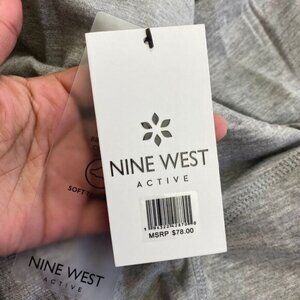 NINE WEST
ACTIVE
MSRP $78.00
SOFT
NINE WEST
ACTIVE